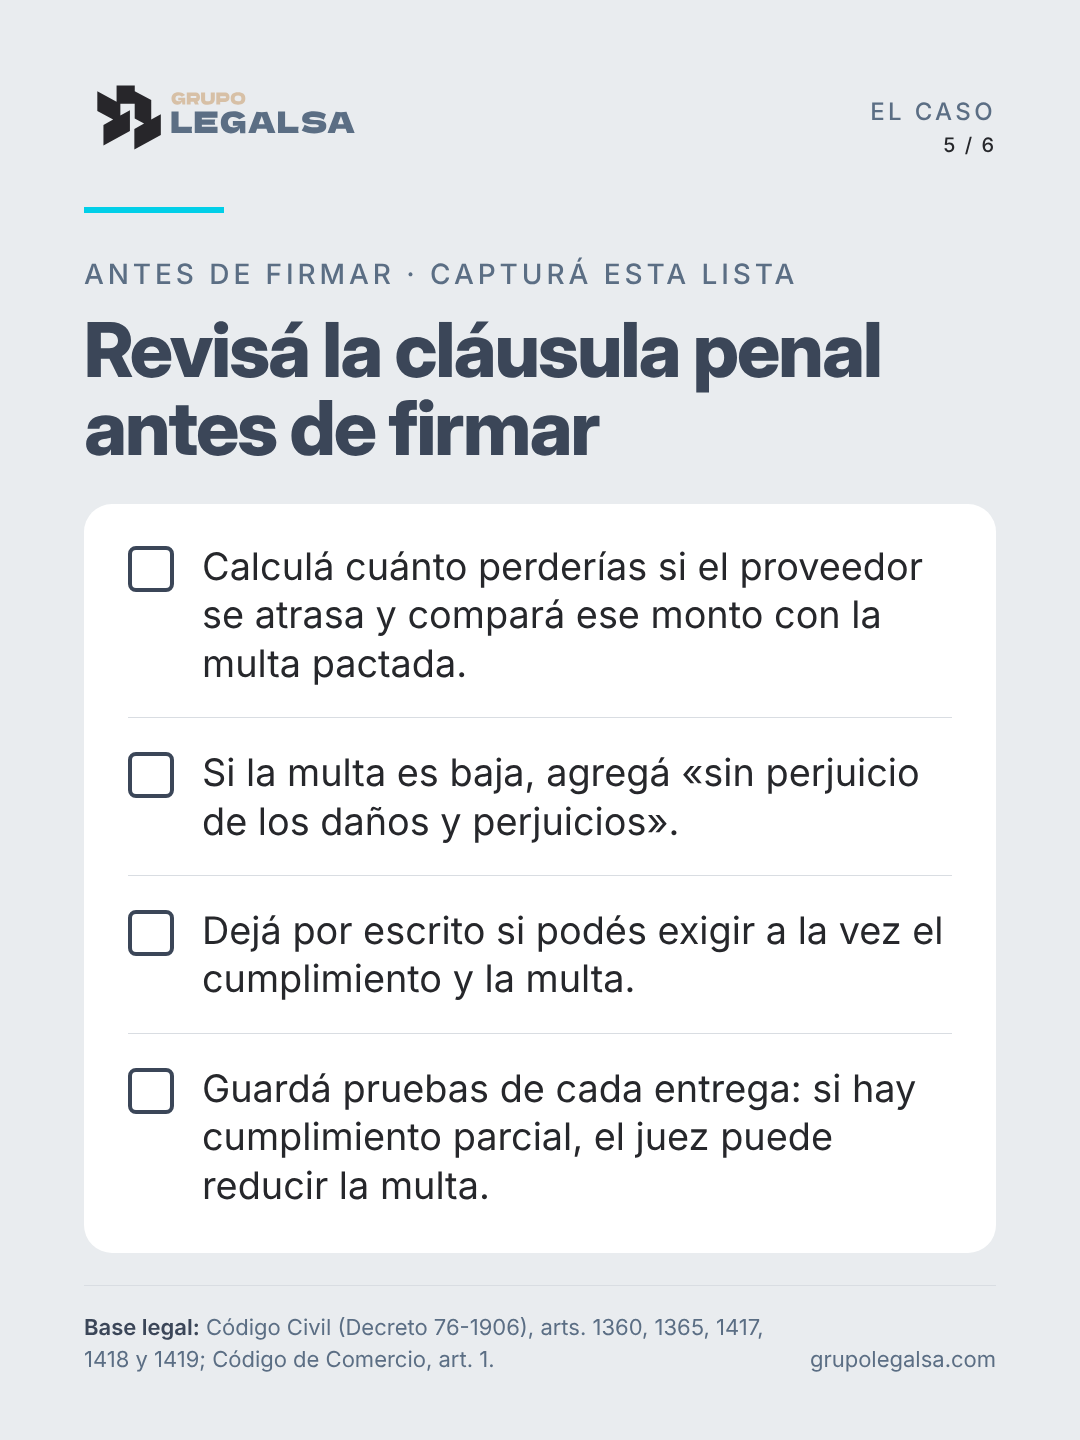 GRUPO
LEGALSA
EL CASO
5 / 6
ANTES DE FIRMAR · CAPTURÁ ESTA LISTA
Revisá la cláusula penal
antes de firmar
Calculá cuánto perderías si el proveedor
se atrasa y compará ese monto con la
multa pactada.
Si la multa es baja, agregá «sin perjuicio
de los daños y perjuicios».
Dejá por escrito si podés exigir a la vez el
cumplimiento y la multa.
Guardá pruebas de cada entrega: si hay
cumplimiento parcial, el juez puede
reducir la multa.
Base legal: Código Civil (Decreto 76-1906), arts. 1360, 1365, 1417,
1418 y 1419; Código de Comercio, art. 1.
grupolegalsa.com